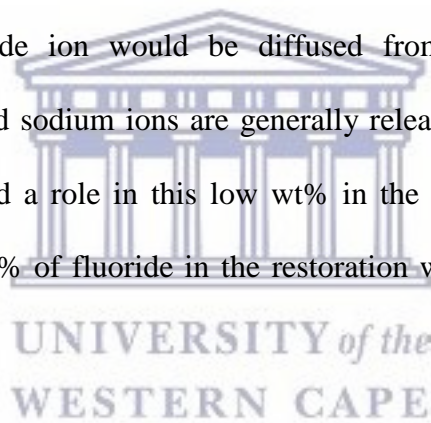 de ion would be diffused from
d sodium ions are generally relea
d a role in this low wt% in the
% of fluoride in the restoration w
UNIVERSITY of the
WESTERN CAPE